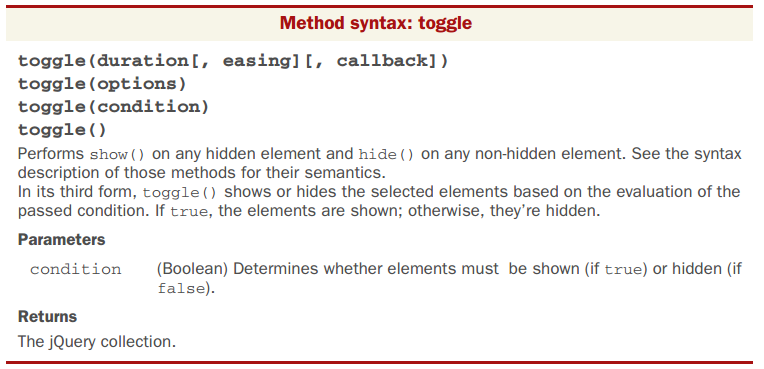 Method syntax: toggle
toggle(duration[, easing][, callback])
toggle(options)
toggle(condition)
toggle()
Performs show() on any hidden element and hide() on any non-hidden element. See the syntax
description of those methods for their semantics.
In its third form, toggle() shows or hides the selected elements based on the evaluation of the
passed condition. If true, the elements are shown; otherwise, they’re hidden.
Parameters
condition (Boolean) Determines whether elements must be shown (if true) or hidden (if
false).
Returns
The jQuery collection.